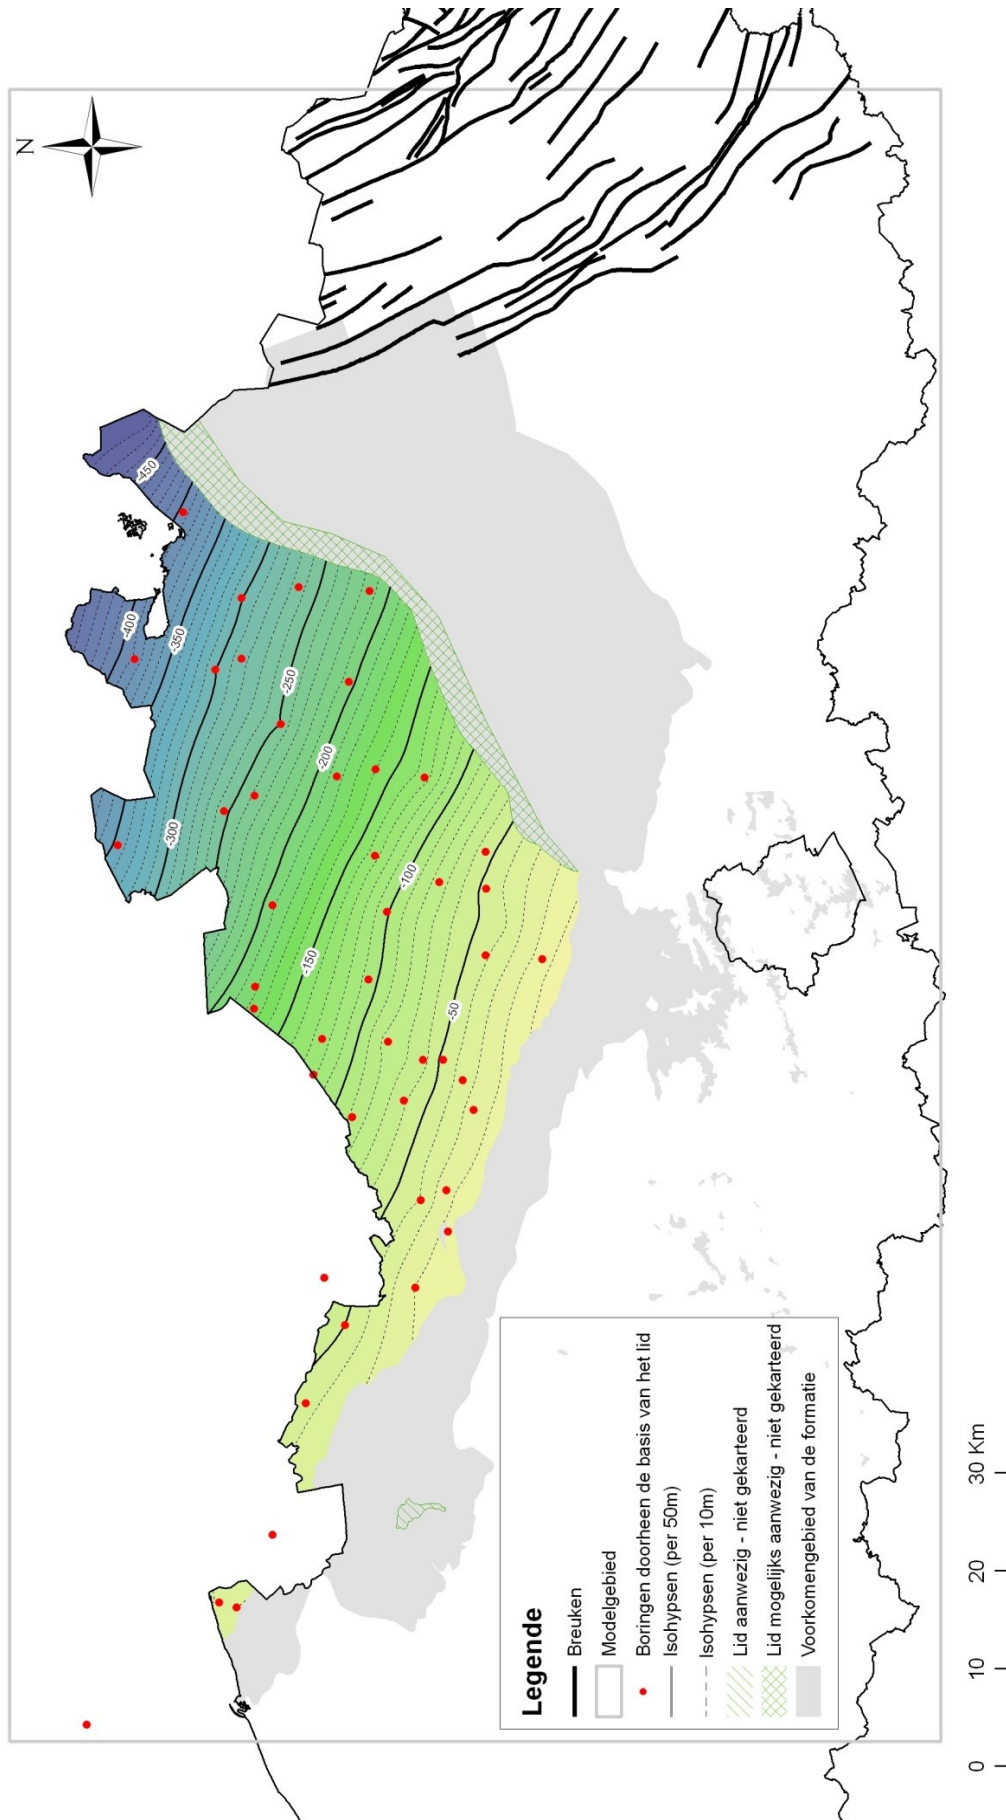 N
-450
-400
-350
-300
-250
-200
-150
-100
-50
Legende
Breuken
Modelgebied
Boringen doorheen de basis van het lid
Isohypsen (per 50m)
Isohypsen (per 10m)
Lid aanwezig - niet gekarteerd
Lid mogelijks aanwezig - niet gekarteerd
Voorkomengebied van de formatie
0 10 20 30 Km